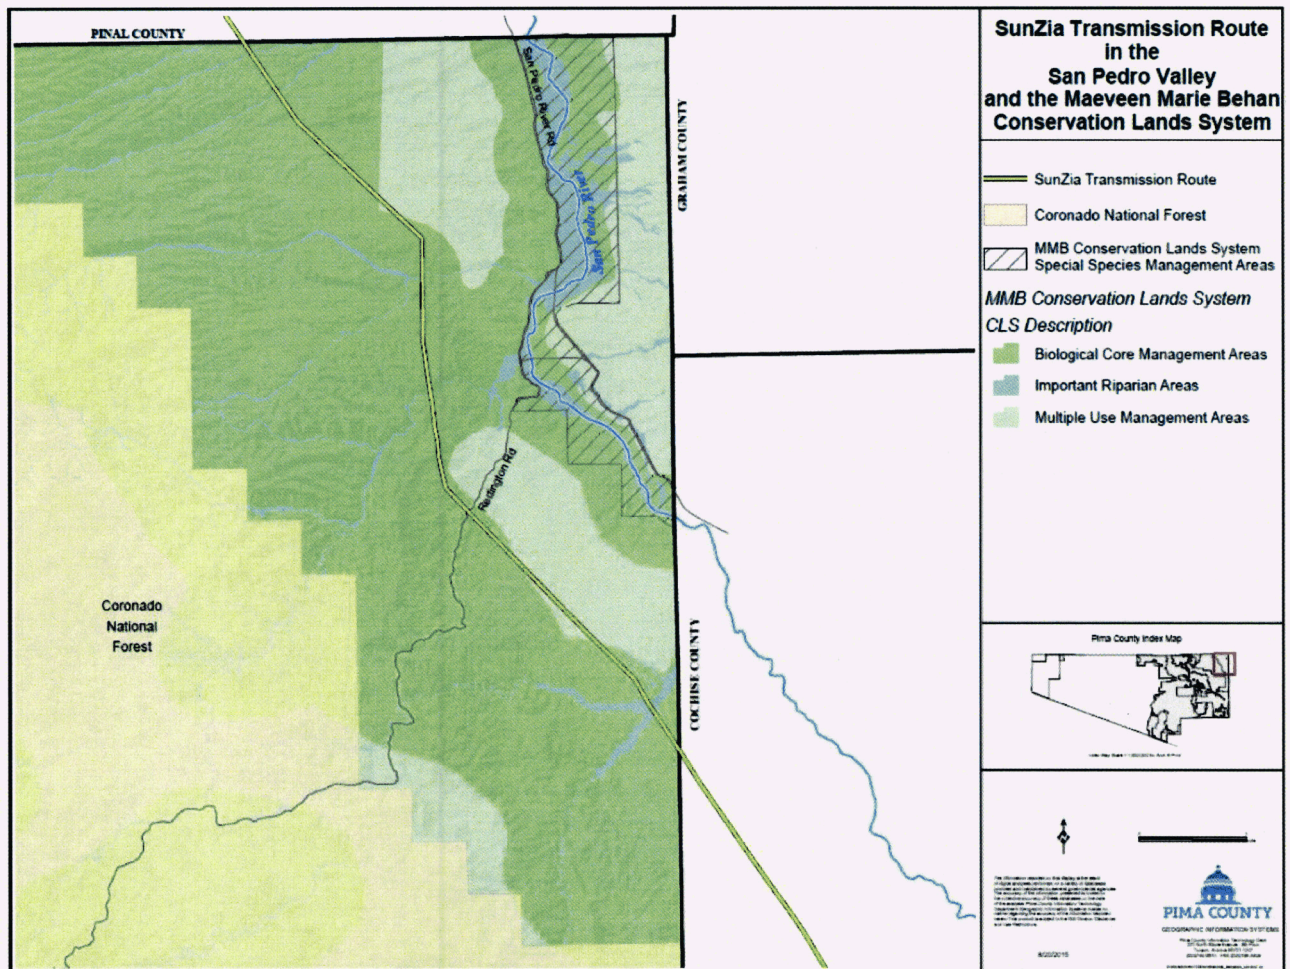 PINAL COUNTY
San Pedro River Rd
San Pedro River
GRAHAM COUNTY
Redington Rd
Coronado
National
Forest
COCHISE COUNTY
SunZia Transmission Route
in the
San Pedro Valley
and the Maeveen Marie Behan
Conservation Lands System
SunZia Transmission Route
Coronado National Forest
MMB Conservation Lands System
Special Species Management Areas
MMB Conservation Lands System
CLS Description
Biological Core Management Areas
Important Riparian Areas
Multiple Use Management Areas
Pima County Index Map
N
PIMA COUNTY
GEOGRAPHIC INFORMATION SYSTEMS